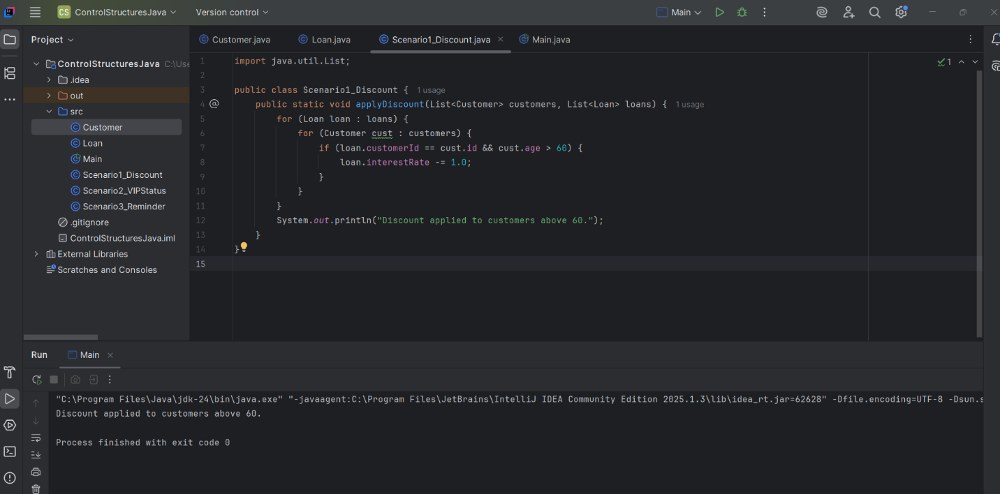 CS ControlStructuresJava Version control Main
Project
Customer.java Loan.java Scenario1_Discount.java Main.java
ControlStructuresJava C:\Use
.idea
out
src
Customer
Loan
Main
Scenario1_Discount
Scenario2_VIPStatus
Scenario3_Reminder
.gitignore
ControlStructuresJava.iml
External Libraries
Scratches and Consoles
1 import java.util.List;
2
3 public class Scenario1_Discount { 1 usage
4 @ public static void applyDiscount(List<Customer> customers, List<Loan> loans) { 1 usage
5 for (Loan loan : loans) {
6 for (Customer cust : customers) {
7 if (loan.customerId == cust.id && cust.age > 60) {
8 loan.interestRate -= 1.0;
9 }
10 }
11 }
12 System.out.println("Discount applied to customers above 60.");
13 }
14 }
15
1
Run Main
"C:\Program Files\Java\jdk-24\bin\java.exe" "-javaagent:C:\Program Files\JetBrains\IntelliJ IDEA Community Edition 2025.1.3\lib\idea_rt.jar=62628" -Dfile.encoding=UTF-8 -Dsun.s
Discount applied to customers above 60.
Process finished with exit code 0